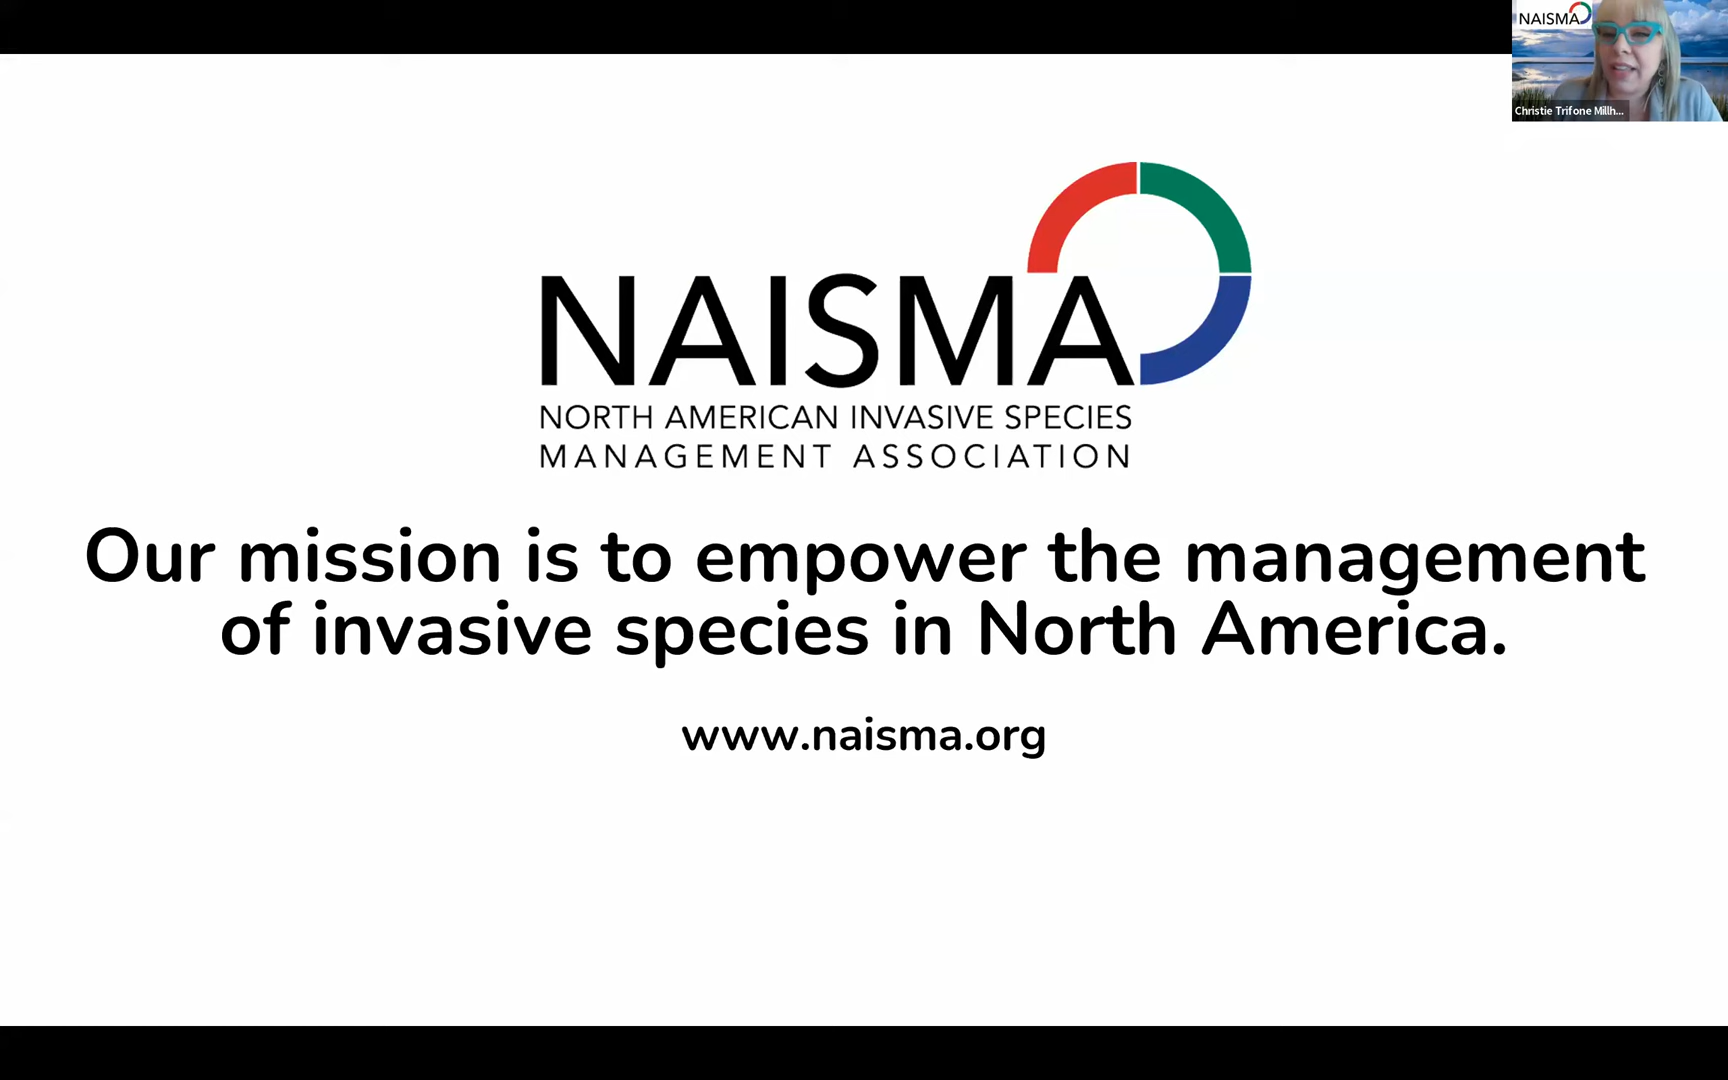 NAISMA
Christie Trifone Millh...
NAISMA
NORTH AMERICAN INVASIVE SPECIES
MANAGEMENT ASSOCIATION
Our mission is to empower the management
of invasive species in North America.
www.naisma.org